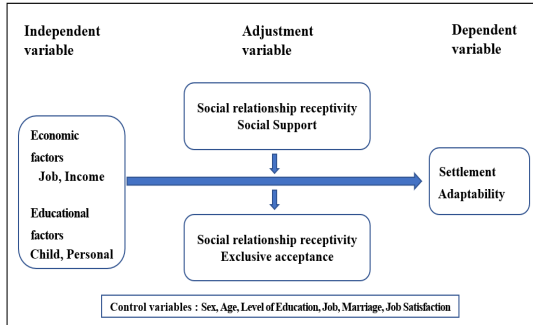 Independent
variable
Adjustment
variable
Dependent
variable
Social relationship receptivity
Social Support
Economic
factors
Job, Income
Educational
factors
Child, Personal
Settlement
Adaptability
Social relationship receptivity
Exclusive acceptance
Control variables : Sex, Age, Level of Education, Job, Marriage, Job Satisfaction